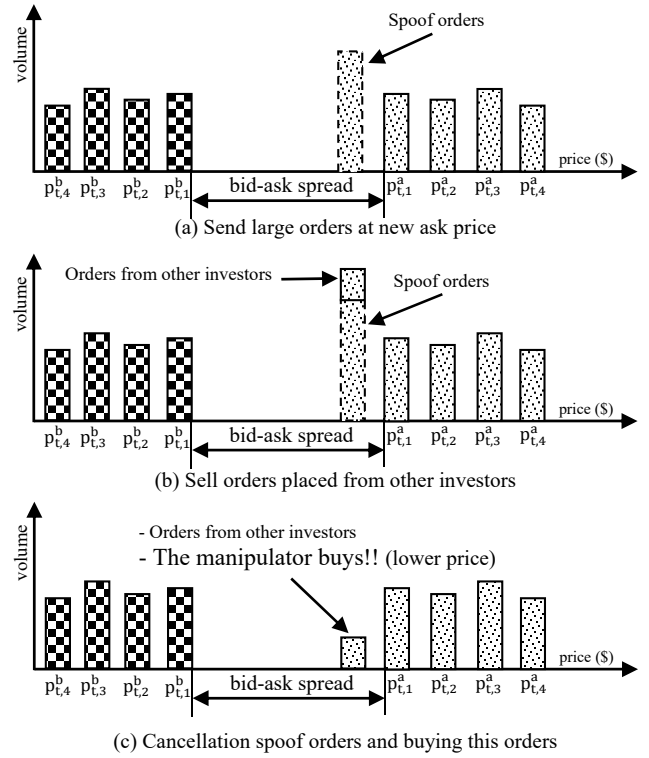 Spoof orders
volume
price ($)
p^b_{t,4} p^b_{t,3} p^b_{t,2} p^b_{t,1} bid-ask spread p^a_{t,1} p^a_{t,2} p^a_{t,3} p^a_{t,4}
(a) Send large orders at new ask price
Orders from other investors
Spoof orders
volume
price ($)
p^b_{t,4} p^b_{t,3} p^b_{t,2} p^b_{t,1} bid-ask spread p^a_{t,1} p^a_{t,2} p^a_{t,3} p^a_{t,4}
(b) Sell orders placed from other investors
- Orders from other investors
- The manipulator buys!! (lower price)
volume
price ($)
p^b_{t,4} p^b_{t,3} p^b_{t,2} p^b_{t,1} bid-ask spread p^a_{t,1} p^a_{t,2} p^a_{t,3} p^a_{t,4}
(c) Cancellation spoof orders and buying this orders